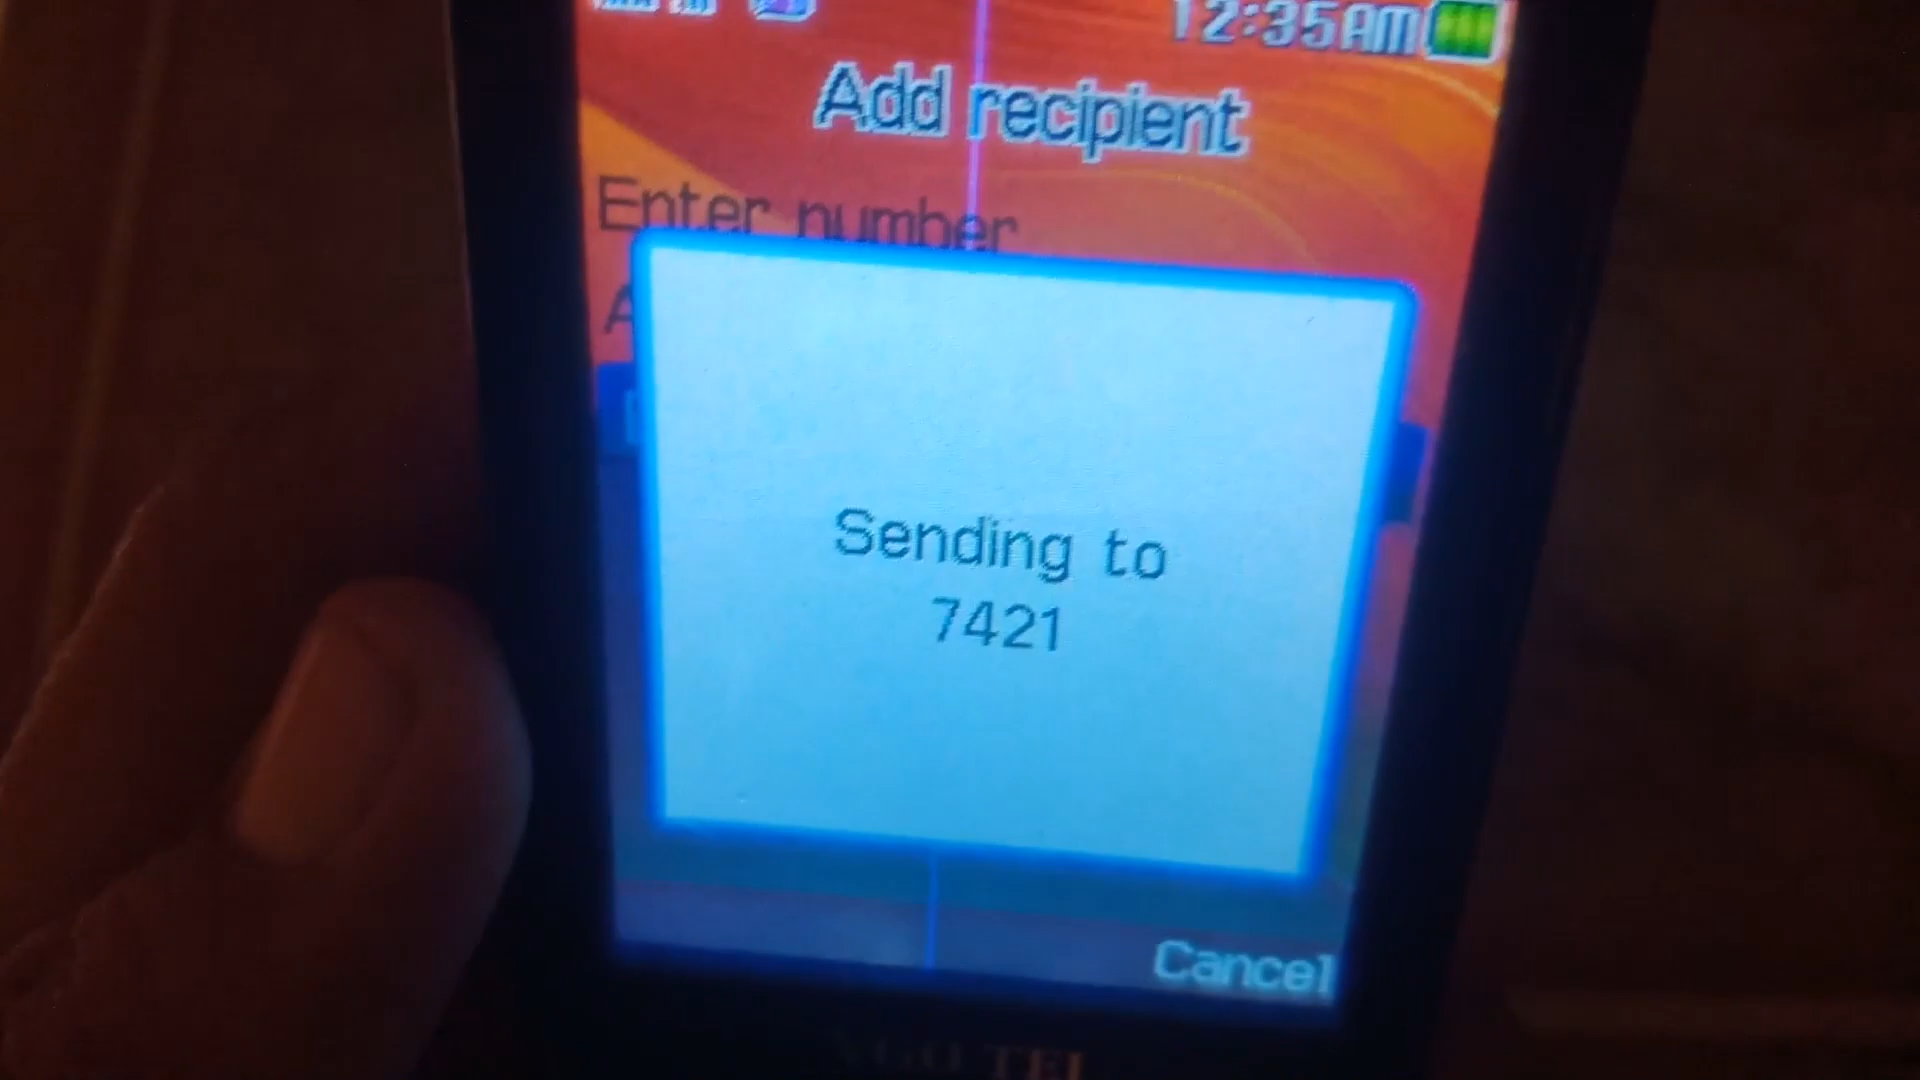 12:35AM
Add recipient
Enter number
Sending to
7421
Cancel